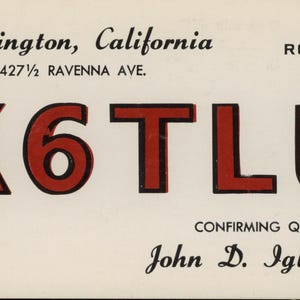 ington, California
427½ RAVENNA AVE.
K6TLU
CONFIRMING Q
John D. Igl